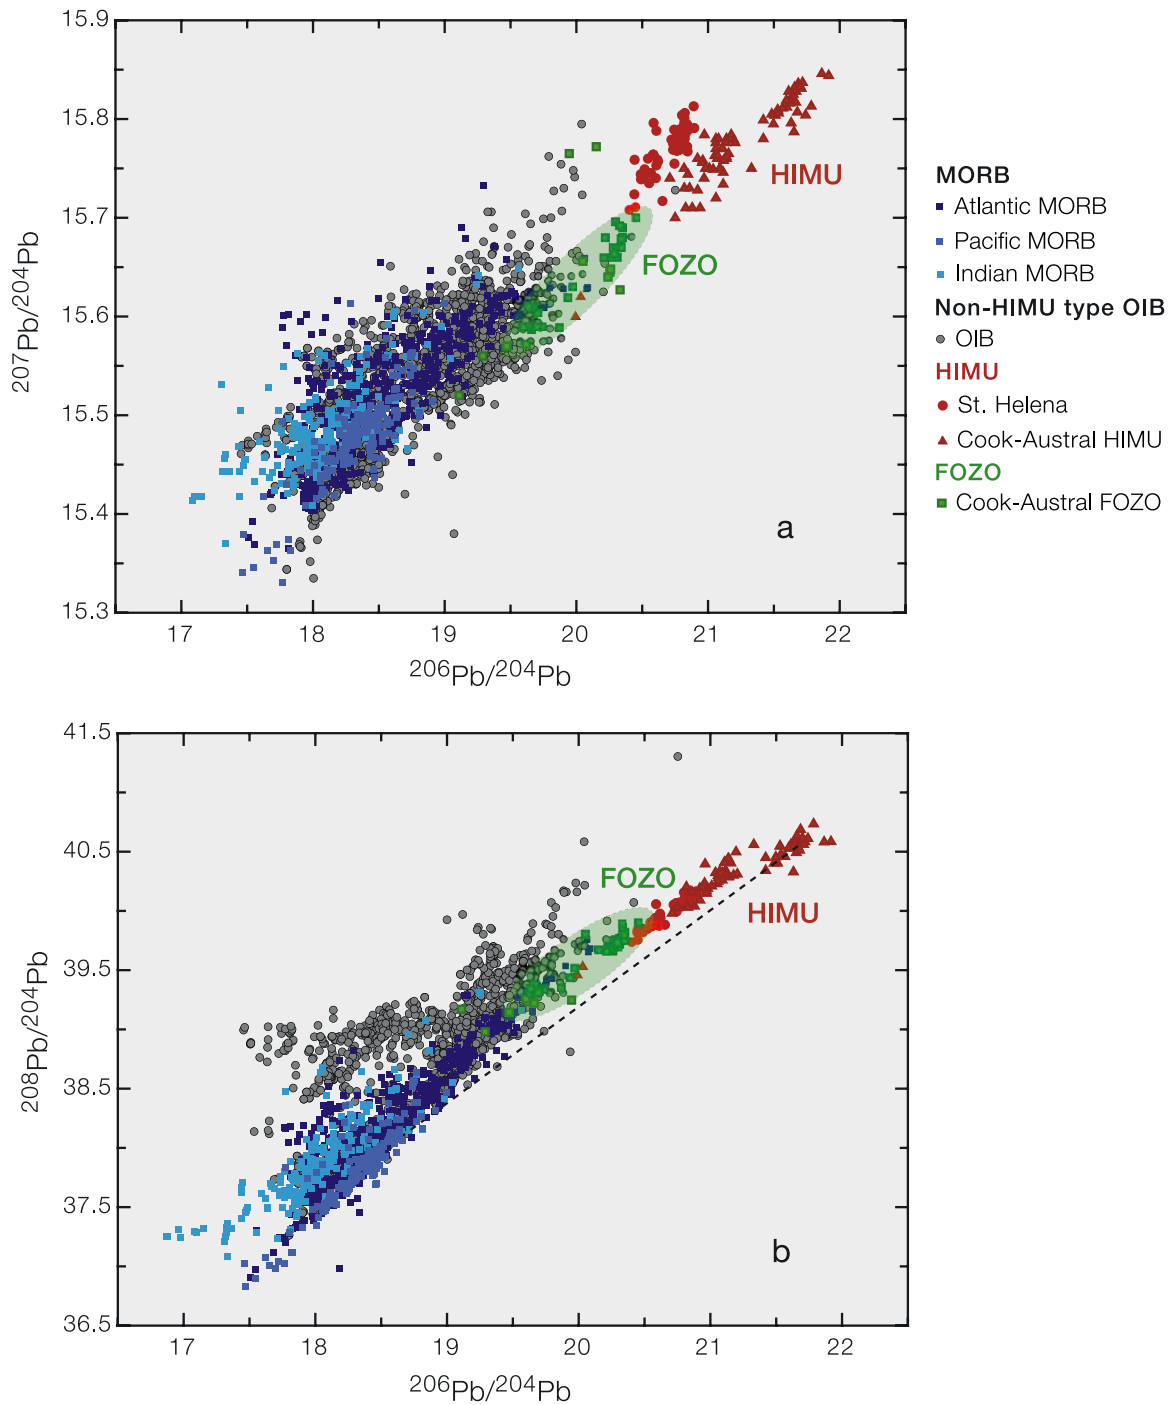 15.9
15.8
15.7
15.6
15.5
15.4
15.3
207Pb/204Pb
HIMU
FOZO
a
17 18 19 20 21 22
206Pb/204Pb
MORB
Atlantic MORB
Pacific MORB
Indian MORB
Non-HIMU type OIB
OIB
HIMU
St. Helena
Cook-Austral HIMU
FOZO
Cook-Austral FOZO
41.5
40.5
39.5
38.5
37.5
36.5
208Pb/204Pb
FOZO
HIMU
b
17 18 19 20 21 22
206Pb/204Pb